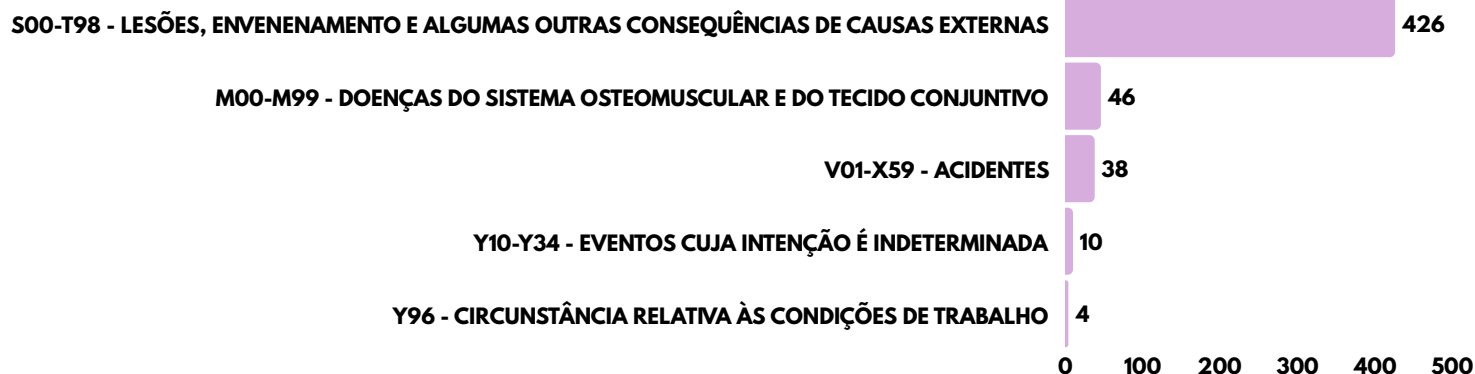 S00-T98 - LESÕES, ENVENENAMENTO E ALGUMAS OUTRAS CONSEQUÊNCIAS DE CAUSAS EXTERNAS 426
M00-M99 - DOENÇAS DO SISTEMA OSTEOMUSCULAR E DO TECIDO CONJUNTIVO 46
V01-X59 - ACIDENTES 38
Y10-Y34 - EVENTOS CUJA INTENÇÃO É INDETERMINADA 10
Y96 - CIRCUNSTÂNCIA RELATIVA ÀS CONDIÇÕES DE TRABALHO 4
0 100 200 300 400 500